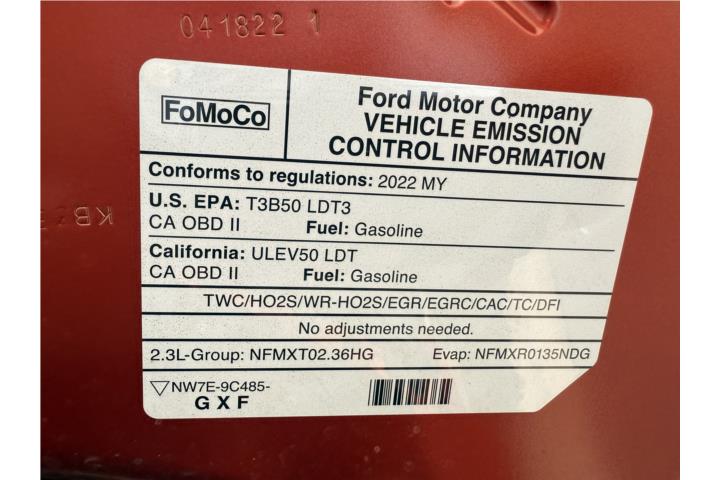 041822 1
FoMoCo
Ford Motor Company
VEHICLE EMISSION
CONTROL INFORMATION
Conforms to regulations: 2022 MY
U.S. EPA: T3B50 LDT3
CA OBD II Fuel: Gasoline
California: ULEV50 LDT
CA OBD II Fuel: Gasoline
TWC/HO2S/WR-HO2S/EGR/EGRC/CAC/TC/DFI
No adjustments needed.
2.3L-Group: NFMXT02.36HG Evap: NFMXR0135NDG
NW7E-9C485-
G X F